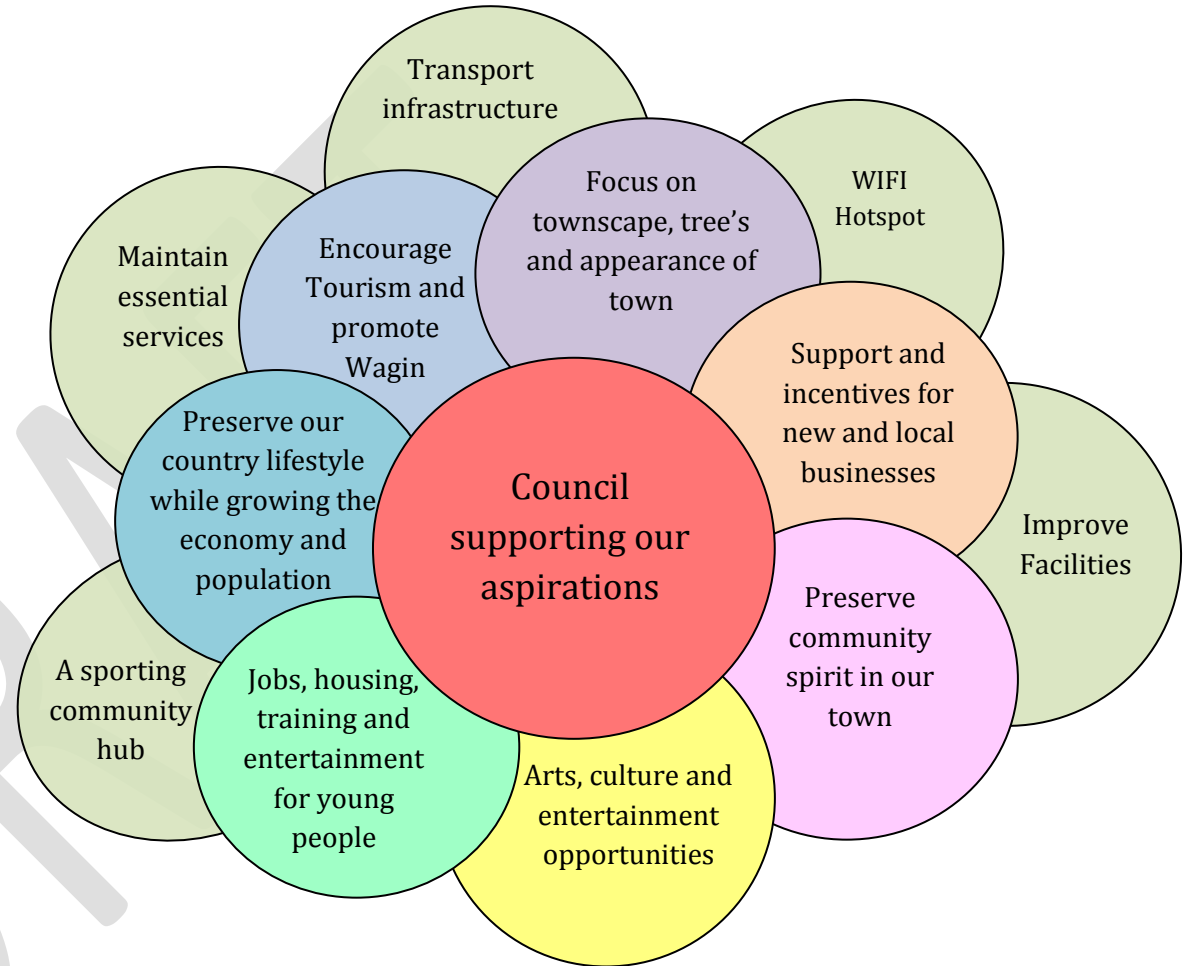 Transport
infrastructure
WIFI
Hotspot
Focus on
townscape, tree’s
and appearance of
town
Maintain
essential
services
Encourage
Tourism and
promote
Wagin
Support and
incentives for
new and local
businesses
Preserve our
country lifestyle
while growing the
economy and
population
Council
supporting our
aspirations
Improve
Facilities
Preserve
community
spirit in our
town
A sporting
community
hub
Jobs, housing,
training and
entertainment
for young
people
Arts, culture and
entertainment
opportunities